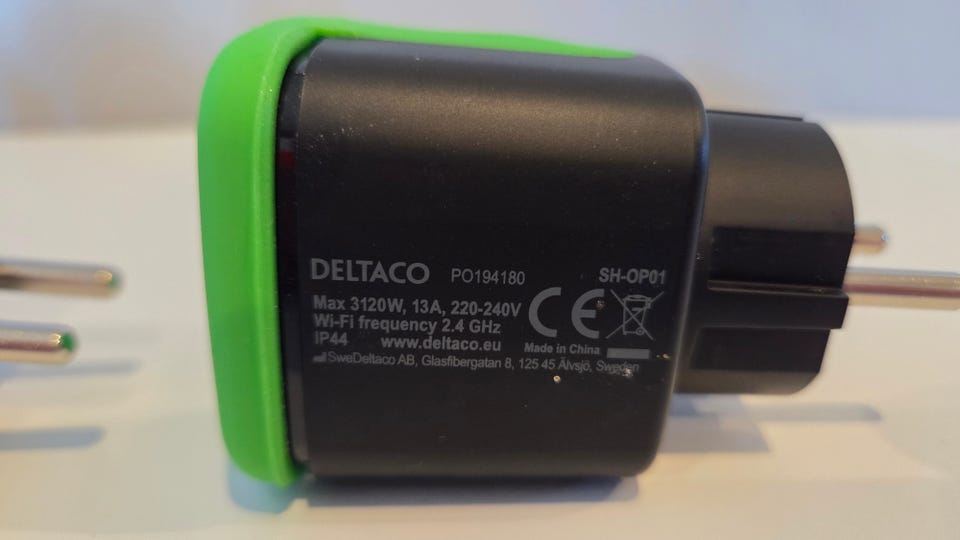 DELTACO PO194180 SH-OP01
Max 3120W, 13A, 220-240V
Wi-Fi frequency 2.4 GHz
IP44 www.deltaco.eu Made in China
SweDeltaco AB, Glasfibergatan 8, 125 45 Älvsjö, Sweden
CE